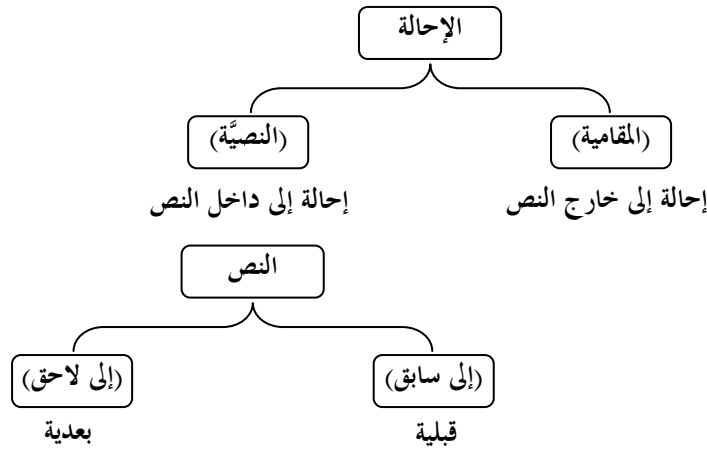 الإحالة
(المقامية) (النصيَّة)
إحالة إلى خارج النص إحالة إلى داخل النص
النص
(إلى سابق) (إلى لاحق)
قبلية بعدية